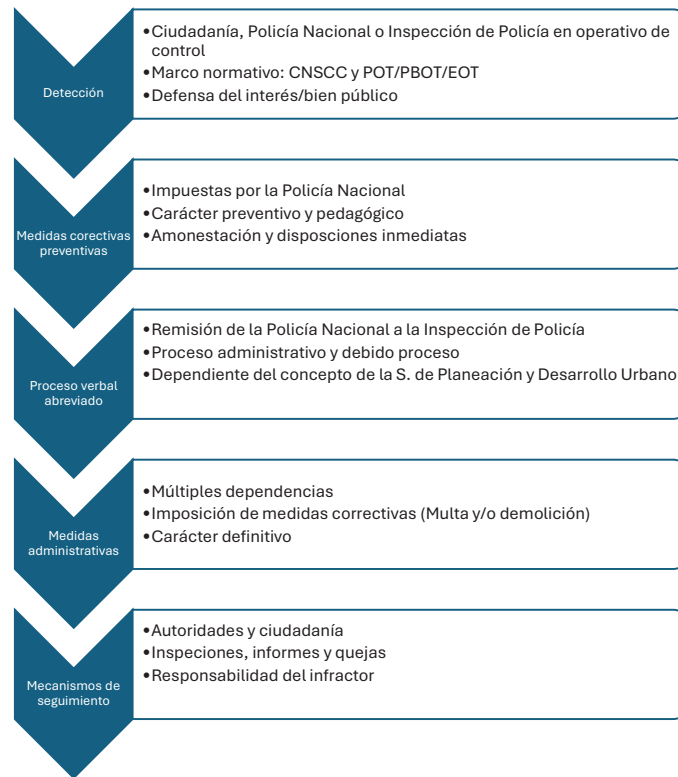 Detección
•Ciudadanía, Policía Nacional o Inspección de Policía en operativo de
control
•Marco normativo: CNSCC y POT/PBOT/EOT
•Defensa del interés/bien público
Medidas corectivas
preventivas
•Impuestas por la Policía Nacional
•Carácter preventivo y pedagógico
•Amonestación y disposciones inmediatas
Proceso verbal
abreviado
•Remisión de la Policía Nacional a la Inspección de Policía
•Proceso administrativo y debido proceso
•Dependiente del concepto de la S. de Planeación y Desarrollo Urbano
Medidas
administrativas
•Múltiples dependencias
•Imposición de medidas correctivas (Multa y/o demolición)
•Carácter definitivo
Mecanismos de
seguimiento
•Autoridades y ciudadanía
•Inspeciones, informes y quejas
•Responsabilidad del infractor